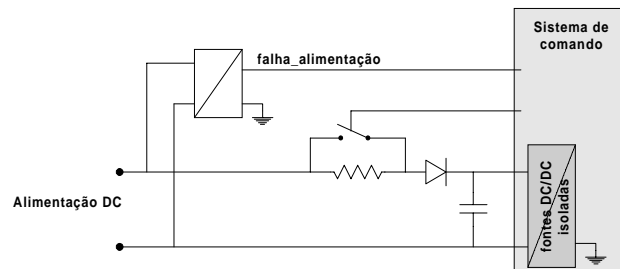 Sistema de
comando
falha_alimentação
Alimentação DC
fontes DC/DC
isoladas